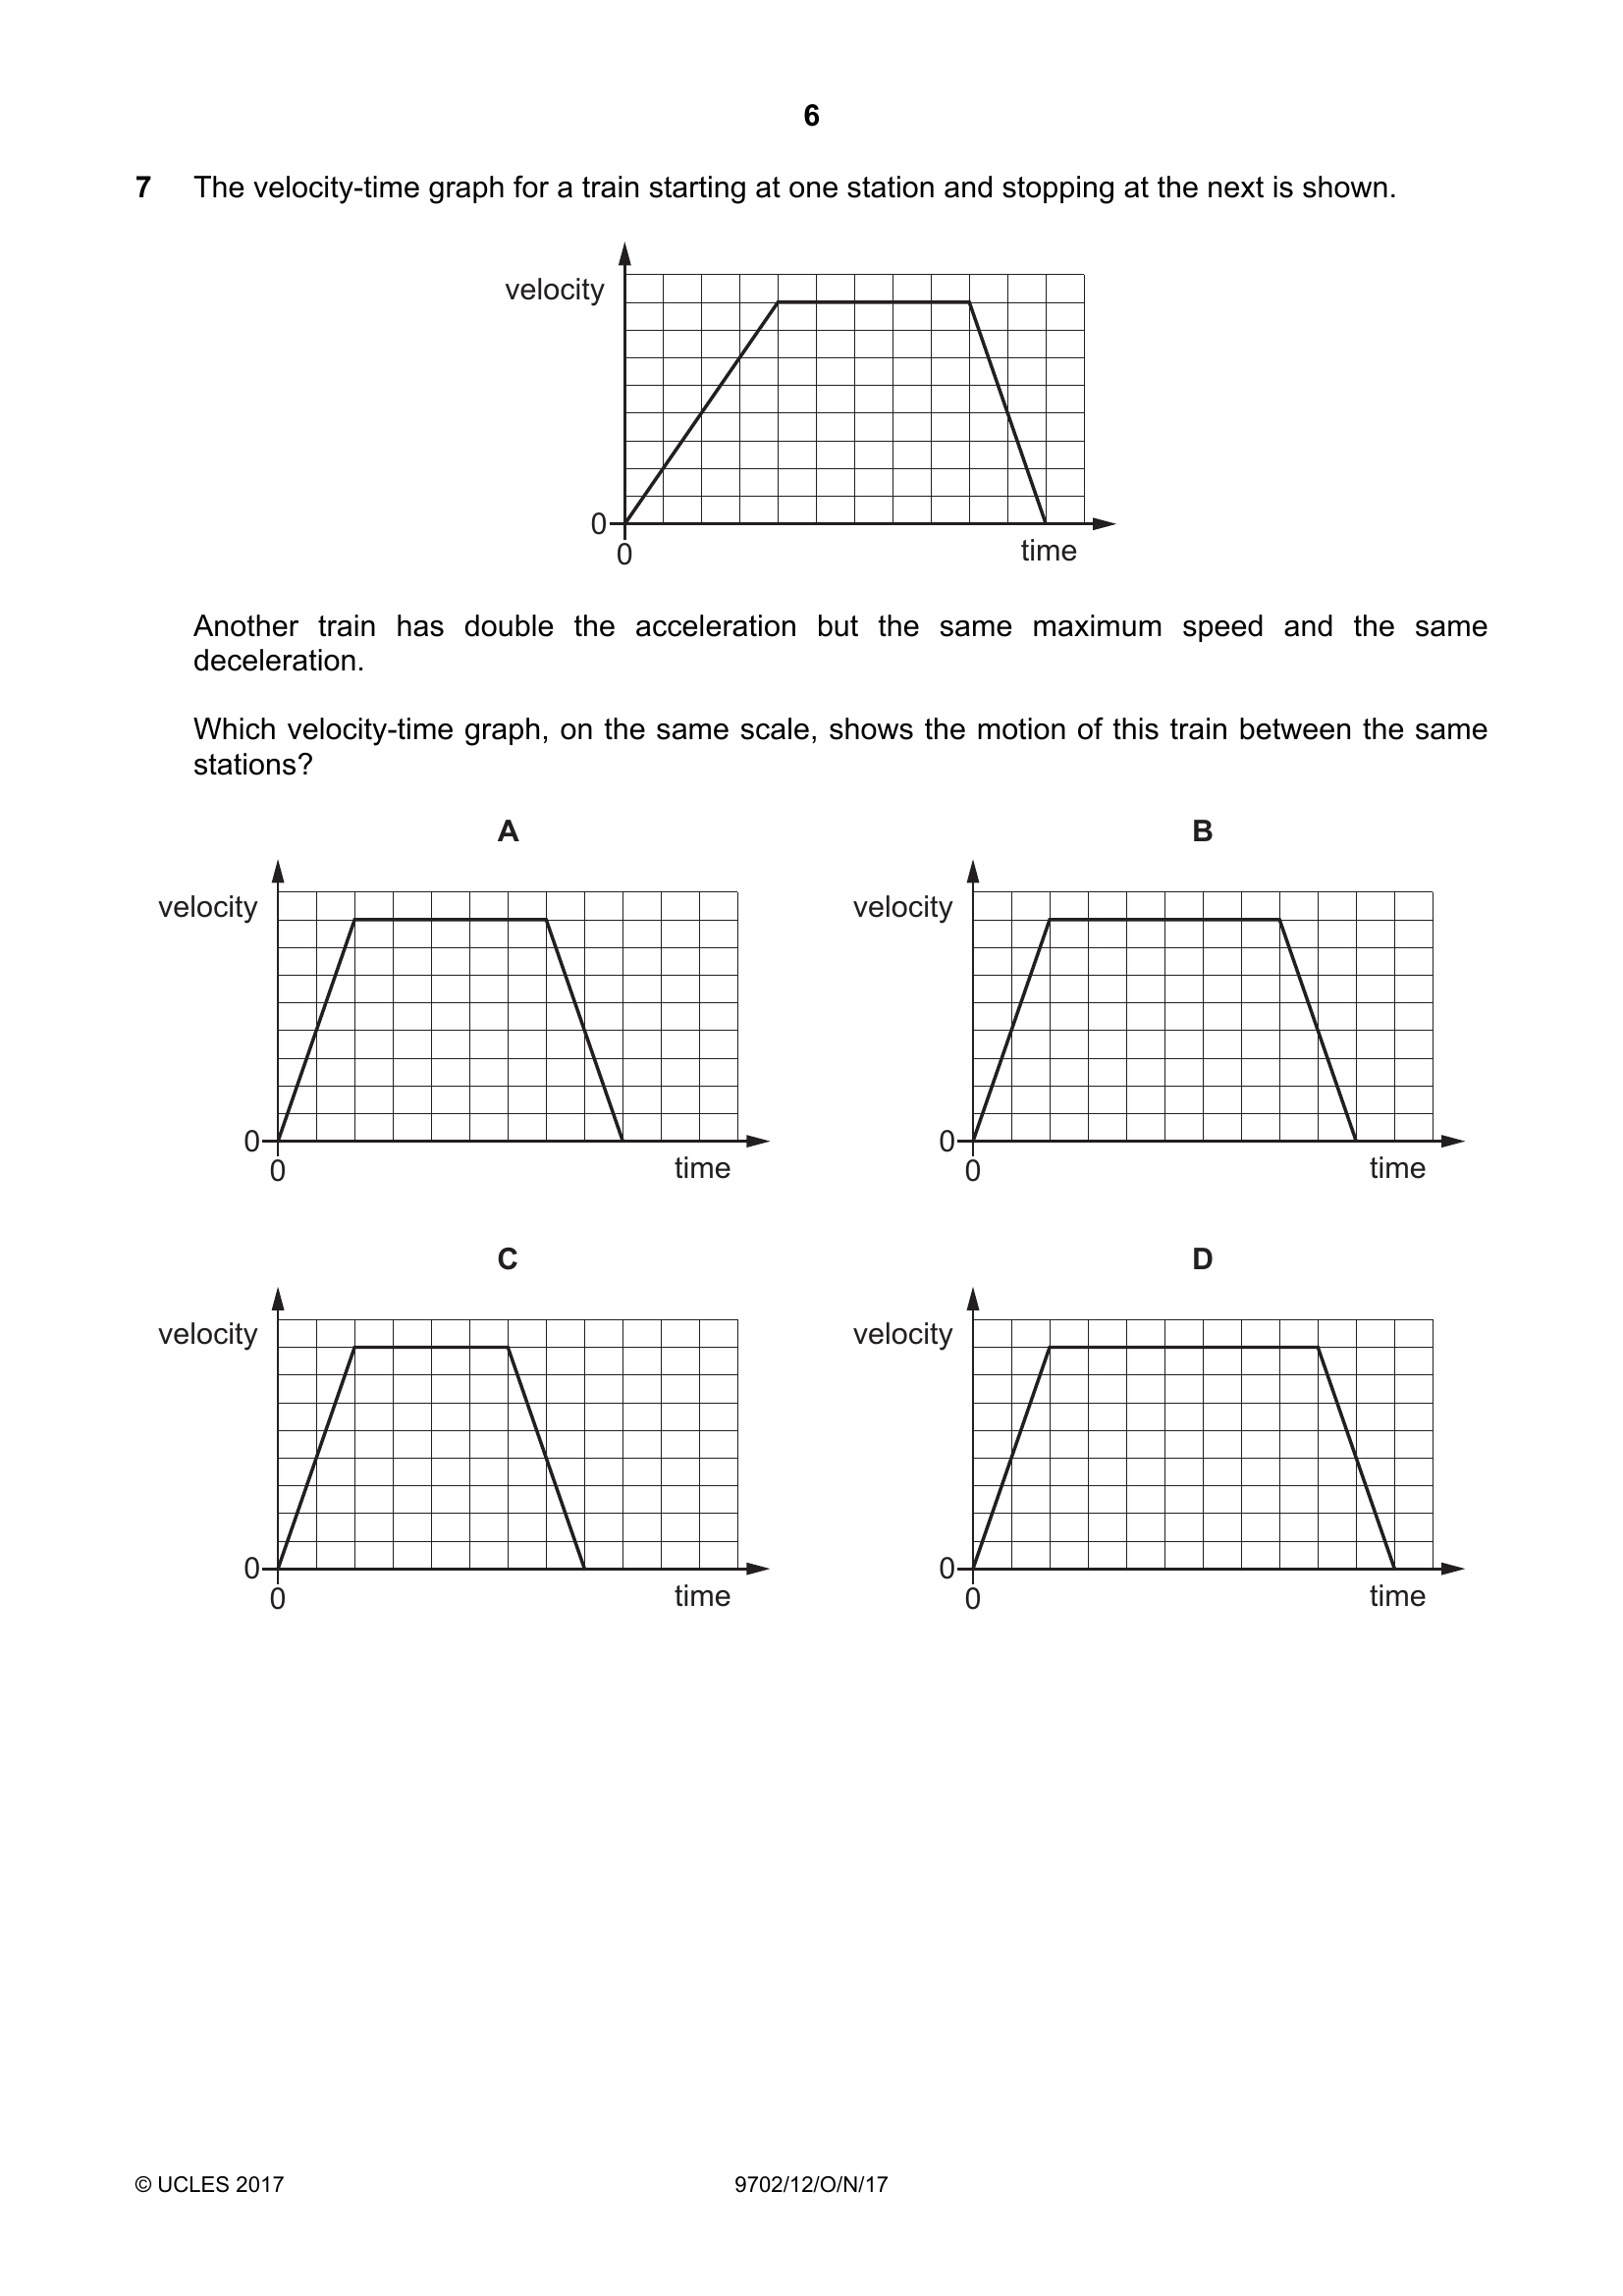 6
7 The velocity-time graph for a train starting at one station and stopping at the next is shown.
velocity
0
0
time
Another train has double the acceleration but the same maximum speed and the same
deceleration.
Which velocity-time graph, on the same scale, shows the motion of this train between the same
stations?
A
velocity
0
0
time
B
velocity
0
0
time
C
velocity
0
0
time
D
velocity
0
0
time
© UCLES 2017 9702/12/O/N/17